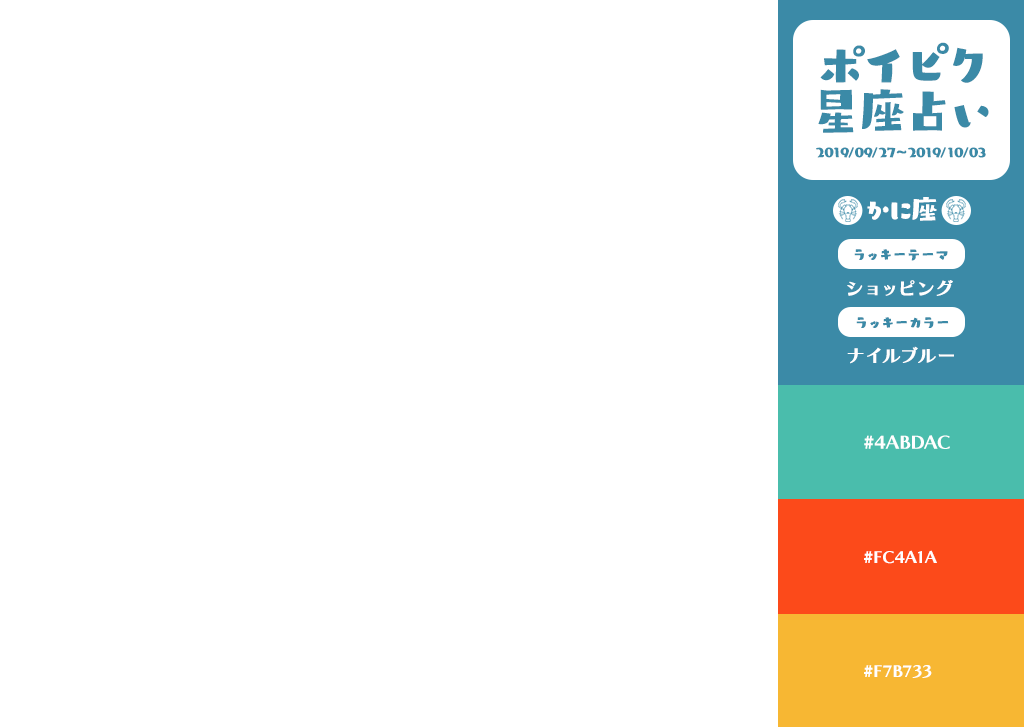 ポイピク
星座占い
2019/09/27~2019/10/03
かに座
ラッキーテーマ
ショッピング
ラッキーカラー
ナイルブルー
#4ABDAC
#FC4A1A
#F7B733